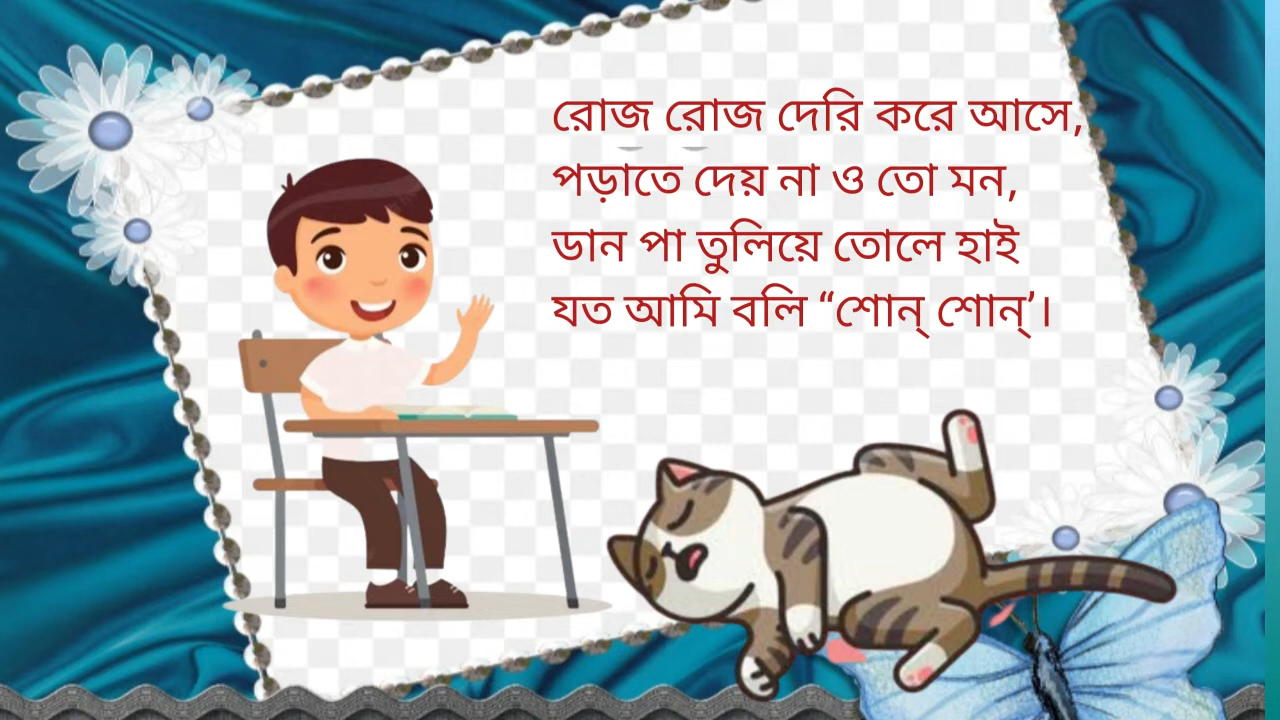 রোজ রোজ দেরি করে আসে,
পড়াতে দেয় না ও তো মন,
ডান পা তুলিয়ে তোলে হাই
যত আমি বলি “শোন্ শোন্’।